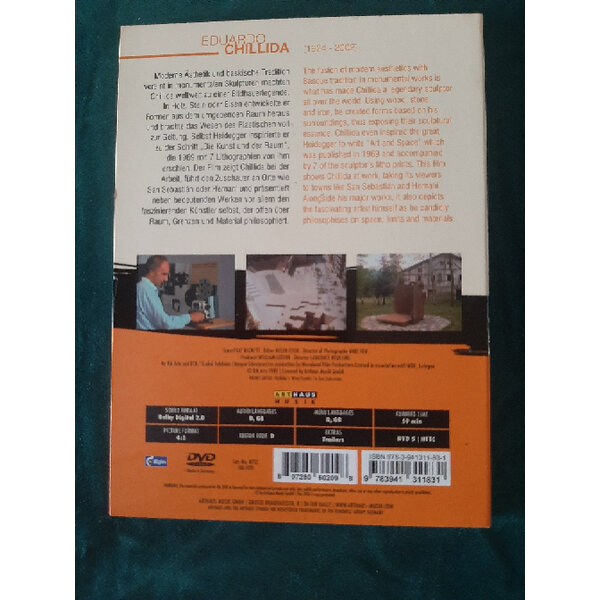 EDUARDO
CHILLIDA
[1924 - 2002]
Moderne Ästhetik und baskische Tradition
vereint in monumentalen Skulpturen machten
Chillida weltweit zu einer Bildhauerlegende.
In Holz, Stein oder Eisen entwickelte er
Formen aus dem umgebenden Raum heraus
und brachte das Wesen des Plastischen voll
zur Geltung. Selbst Heidegger inspirierte er
zu der Schrift „Die Kunst und der Raum“,
die 1969 mit 7 Lithographien von ihm
erschien. Der Film zeigt Chillida bei der
Arbeit, führt den Zuschauer an Orte wie
San Sebastián oder Hernani und präsentiert
neben bedeutenden Werken vor allem den
faszinierenden Künstler selbst, der offen über
Raum, Grenzen und Material philosophiert.
The fusion of modern aesthetics with
Basque tradition in monumental works is
what has made Chillida a legendary sculptor
all over the world. Using wood, stone
and iron, he created forms based on his
surroundings, thus exposing their sculptural
essence. Chillida even inspired the great
Heidegger to write "Art and Space" which
was published in 1969 and accompanied
by 7 of the sculptor's litho prints. This film
shows Chillida at work, taking its viewers
to towns like San Sebastián and Hernani.
Alongside his major works, it also depicts
the fascinating artist himself as he candidly
philosophises on space, limits and materials.
ARTHAUS
MUSIK
SOUND FORMAT
Dolby Digital 2.0
AUDIO LANGUAGES
D, GB
MENU LANGUAGES
D, GB
RUNNING TIME
59 min
PICTURE FORMAT
4:3
REGION CODE 0
EXTRAS
Trailers
DVD 5 | NTSC
DVD
ISBN 978-3-941311-83-1
9 783941 311831